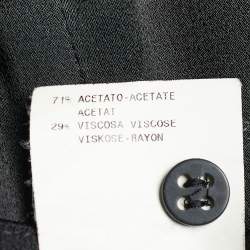 71% ACETATO-ACETATE
ACETAT
29% VISCOSA VISCOSE
VISKOSE-RAYON